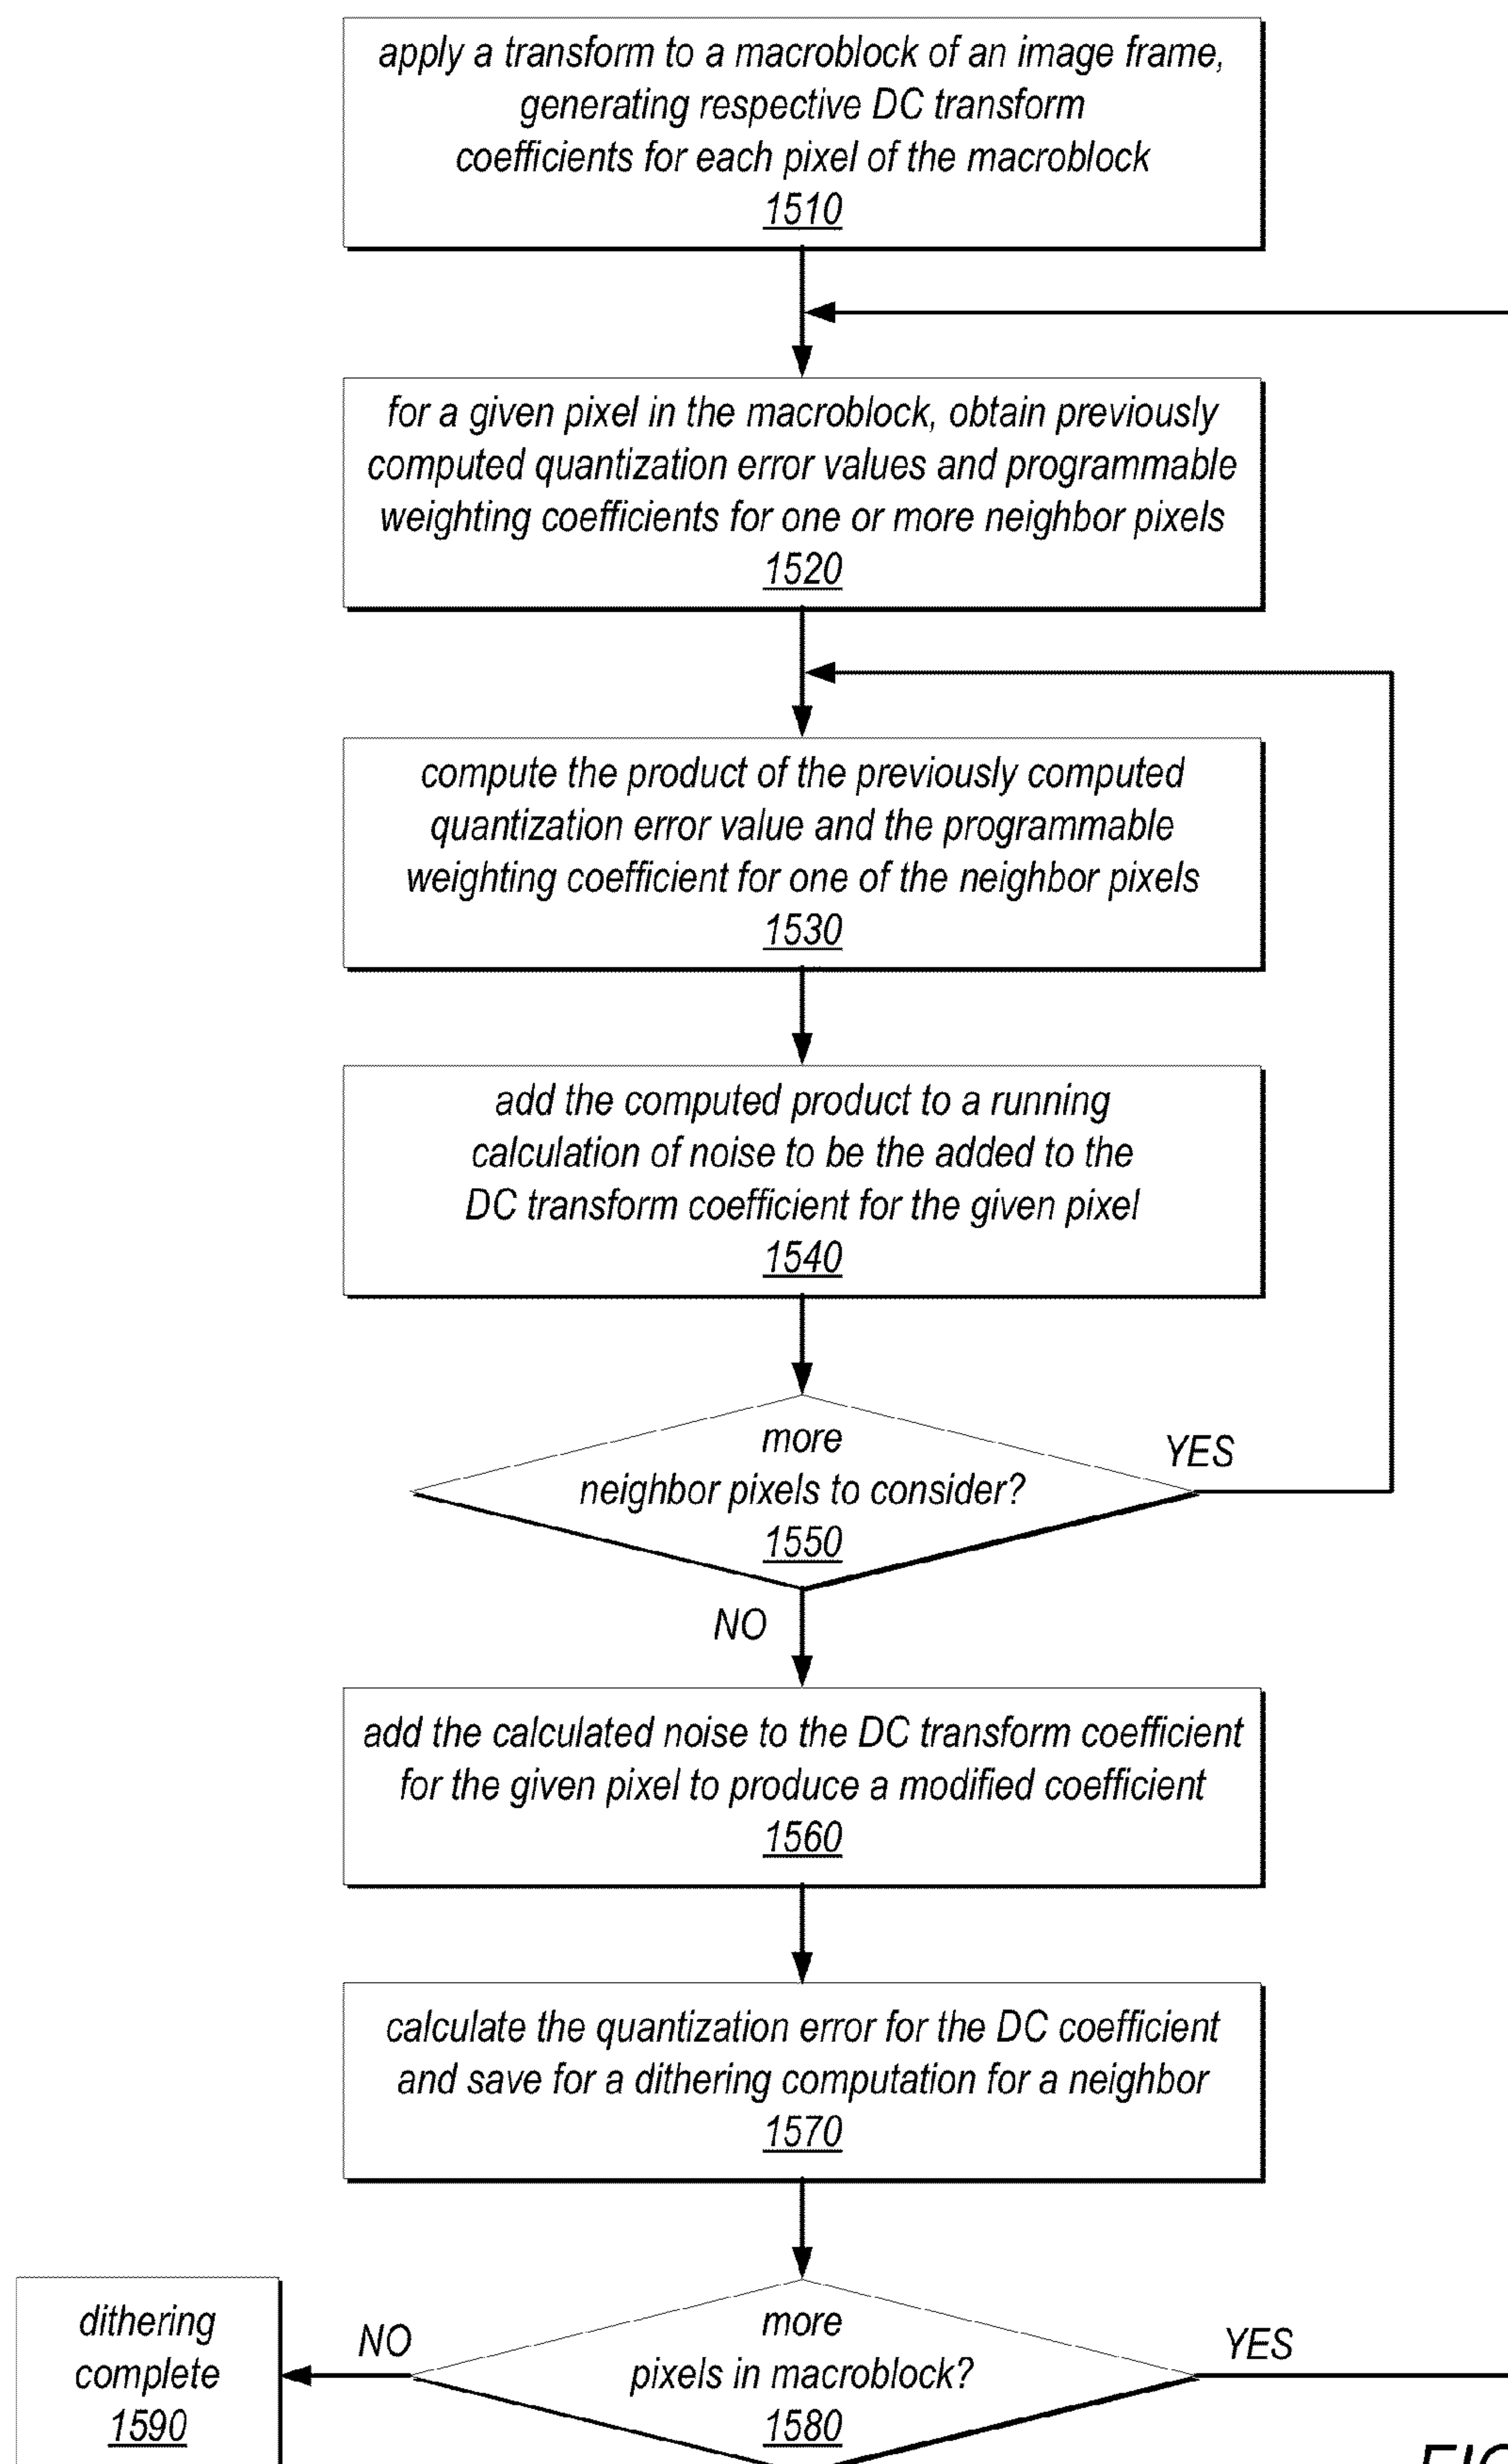 apply a transform to a macroblock of an image frame,
generating respective DC transform
coefficients for each pixel of the macroblock
1510
for a given pixel in the macroblock, obtain previously
computed quantization error values and programmable
weighting coefficients for one or more neighbor pixels
1520
compute the product of the previously computed
quantization error value and the programmable
weighting coefficient for one of the neighbor pixels
1530
add the computed product to a running
calculation of noise to be the added to the
DC transform coefficient for the given pixel
1540
more
neighbor pixels to consider?
1550
YES
NO
add the calculated noise to the DC transform coefficient
for the given pixel to produce a modified coefficient
1560
calculate the quantization error for the DC coefficient
and save for a dithering computation for a neighbor
1570
more
pixels in macroblock?
1580
YES
NO
dithering
complete
1590